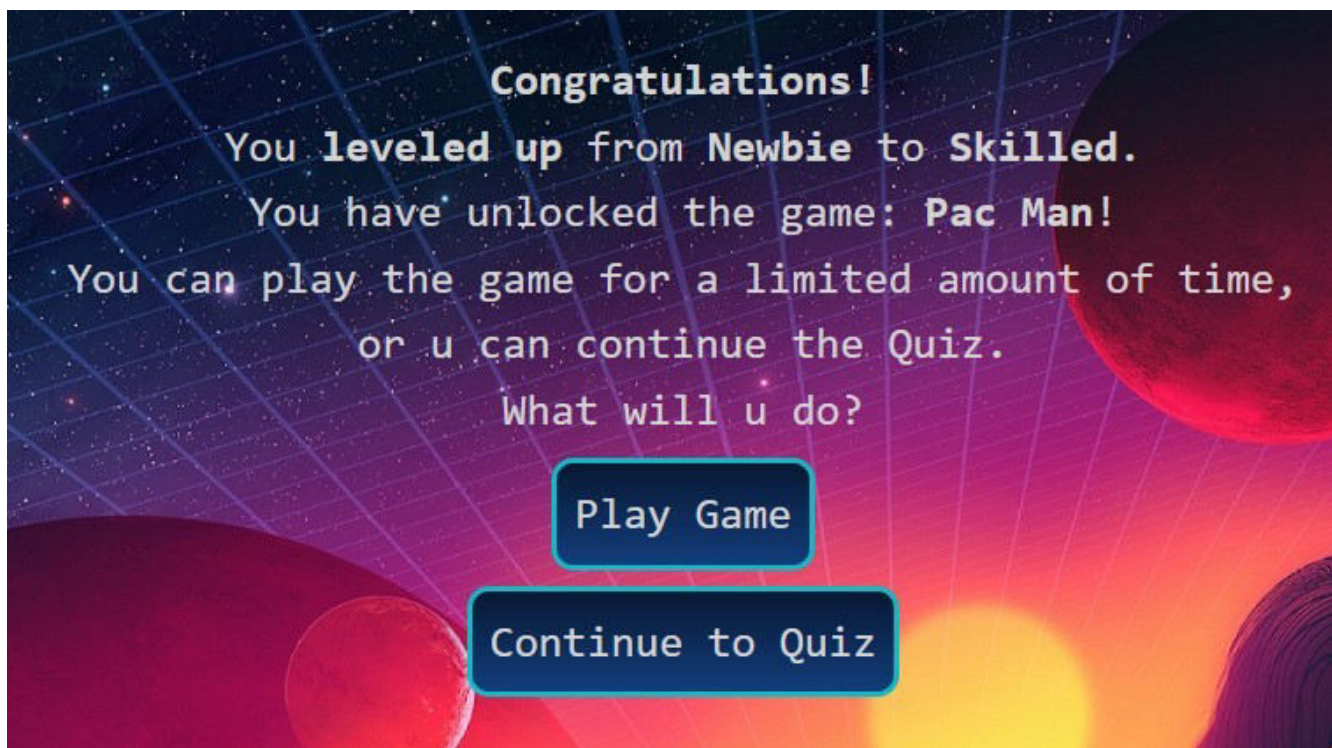 Congratulations!
You leveled up from Newbie to Skilled.
You have unlocked the game: Pac Man!
You can play the game for a limited amount of time,
or u can continue the Quiz.
What will u do?
Play Game
Continue to Quiz